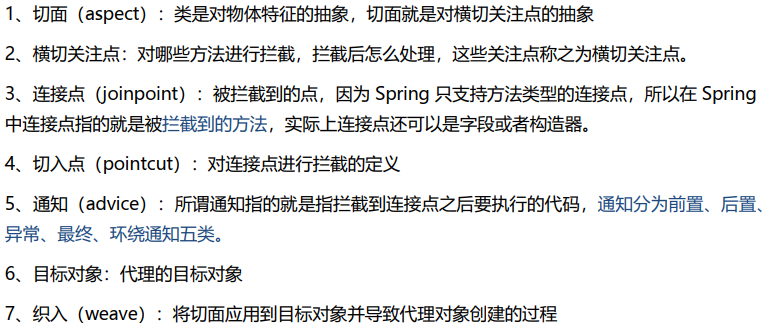 1、切面（aspect）：类是对物体特征的抽象，切面就是对横切关注点的抽象
2、横切关注点：对哪些方法进行拦截，拦截后怎么处理，这些关注点称之为横切关注点。
3、连接点（joinpoint）：被拦截到的点，因为 Spring 只支持方法类型的连接点，所以在 Spring
中连接点指的就是被拦截到的方法，实际上连接点还可以是字段或者构造器。
4、切入点（pointcut）：对连接点进行拦截的定义
5、通知（advice）：所谓通知指的就是指拦截到连接点之后要执行的代码，通知分为前置、后置、
异常、最终、环绕通知五类。
6、目标对象：代理的目标对象
7、织入（weave）：将切面应用到目标对象并导致代理对象创建的过程